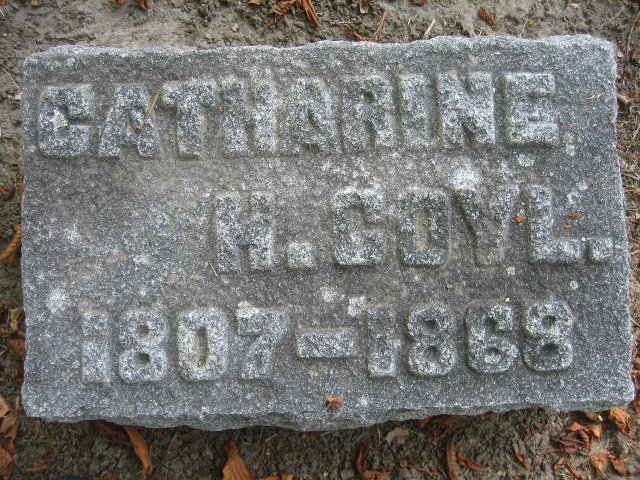 CATHARINE
H. COYL.
1807-1868